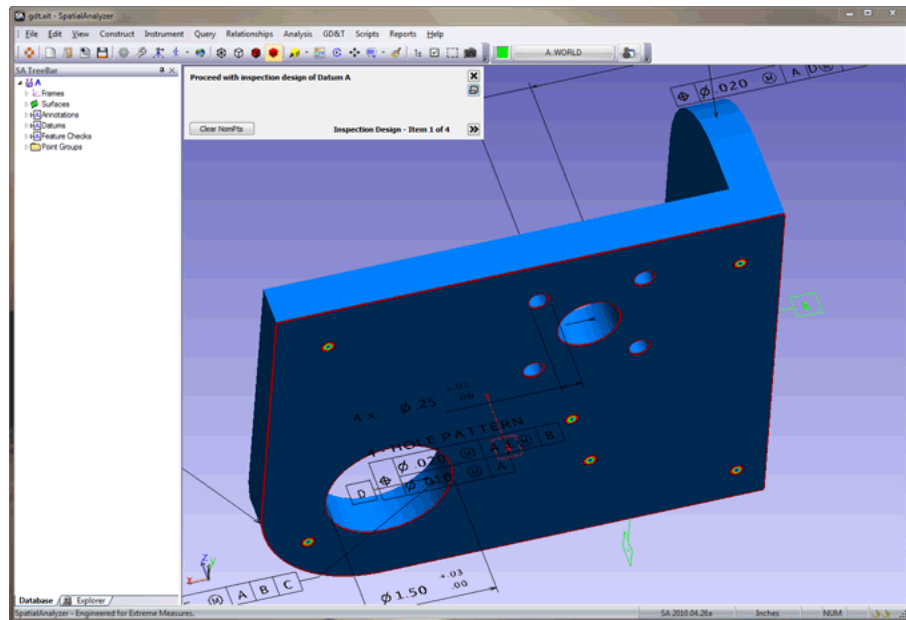 gdt.xit - SpatialAnalyzer
File Edit View Construct Instrument Query Relationships Analysis GD&T Scripts Reports Help
A:WORLD
SA TreeBar
A
Frames
Surfaces
Annotations
Datums
Feature Checks
Point Groups
Proceed with inspection design of Datum A
Clear NomPts
Inspection Design - Item 1 of 4
⌖ Ø.020 Ⓜ A D
4 x Ø.25 +.02 .00
4 - HOLE PATTERN
⌖ Ø.020 Ⓜ A Ⓜ B
Ø.010 Ⓜ A
D
Ⓜ A B C
Ø1.50 +.03 .00
Z
Y
X
Database
Explorer
SpatialAnalyzer - Engineered for Extreme Measures.
SA 2010.04.26a
Inches
NUM